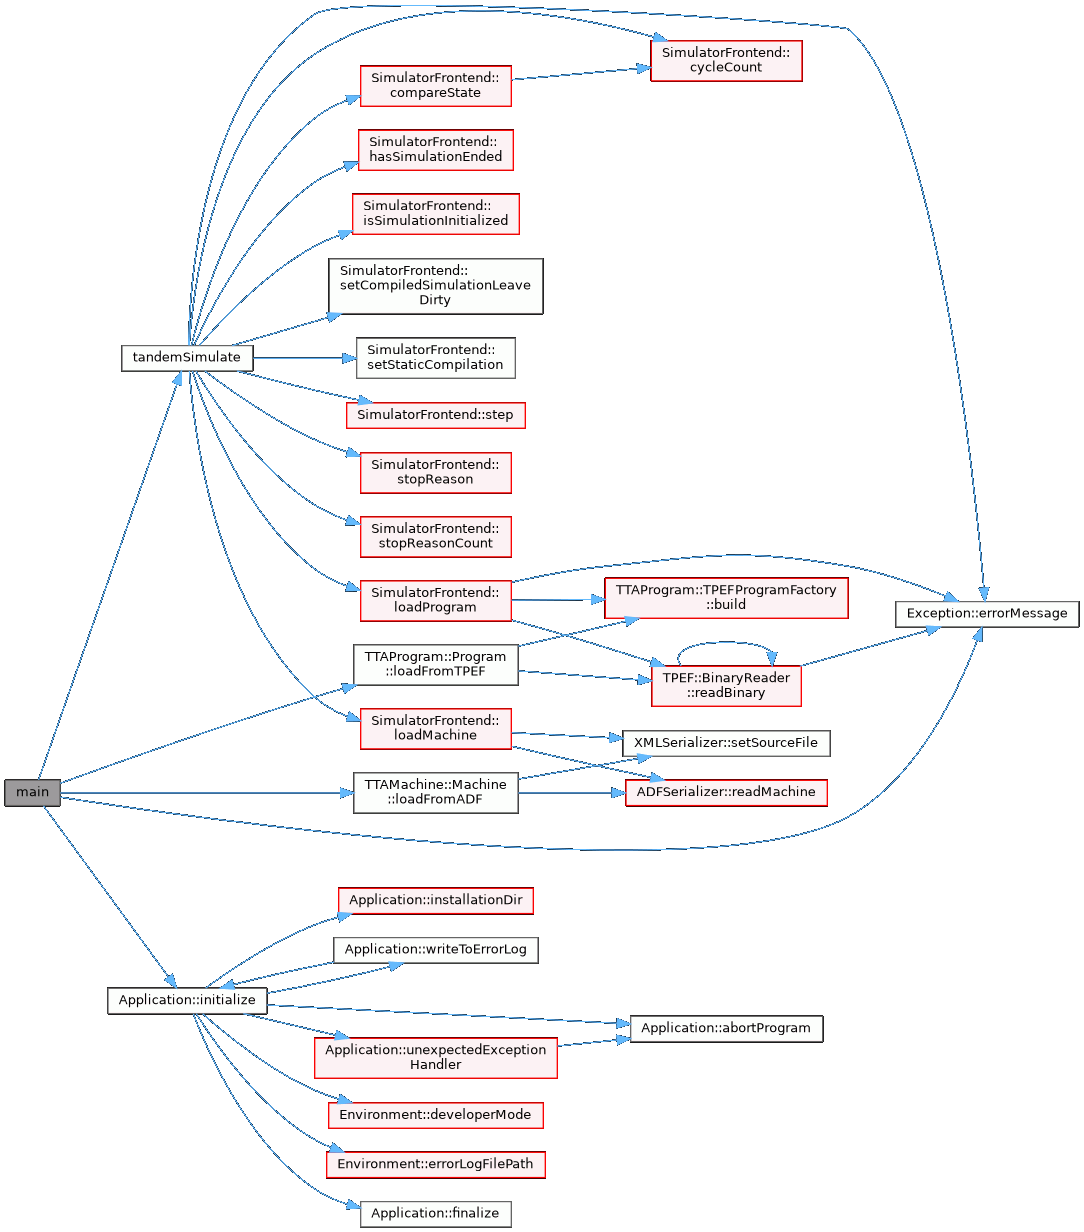 SimulatorFrontend::
cycleCount
SimulatorFrontend::
compareState
SimulatorFrontend::
hasSimulationEnded
SimulatorFrontend::
isSimulationInitialized
SimulatorFrontend::
setCompiledSimulationLeave
Dirty
tandemSimulate
SimulatorFrontend::
setStaticCompilation
SimulatorFrontend::step
SimulatorFrontend::
stopReason
SimulatorFrontend::
stopReasonCount
SimulatorFrontend::
loadProgram
TTAProgram::TPEFProgramFactory
::build
Exception::errorMessage
TTAProgram::Program
::loadFromTPEF
TPEF::BinaryReader
::readBinary
SimulatorFrontend::
loadMachine
XMLSerializer::setSourceFile
main
TTAMachine::Machine
::loadFromADF
ADFSerializer::readMachine
Application::installationDir
Application::writeToErrorLog
Application::initialize
Application::abortProgram
Application::unexpectedException
Handler
Environment::developerMode
Environment::errorLogFilePath
Application::finalize